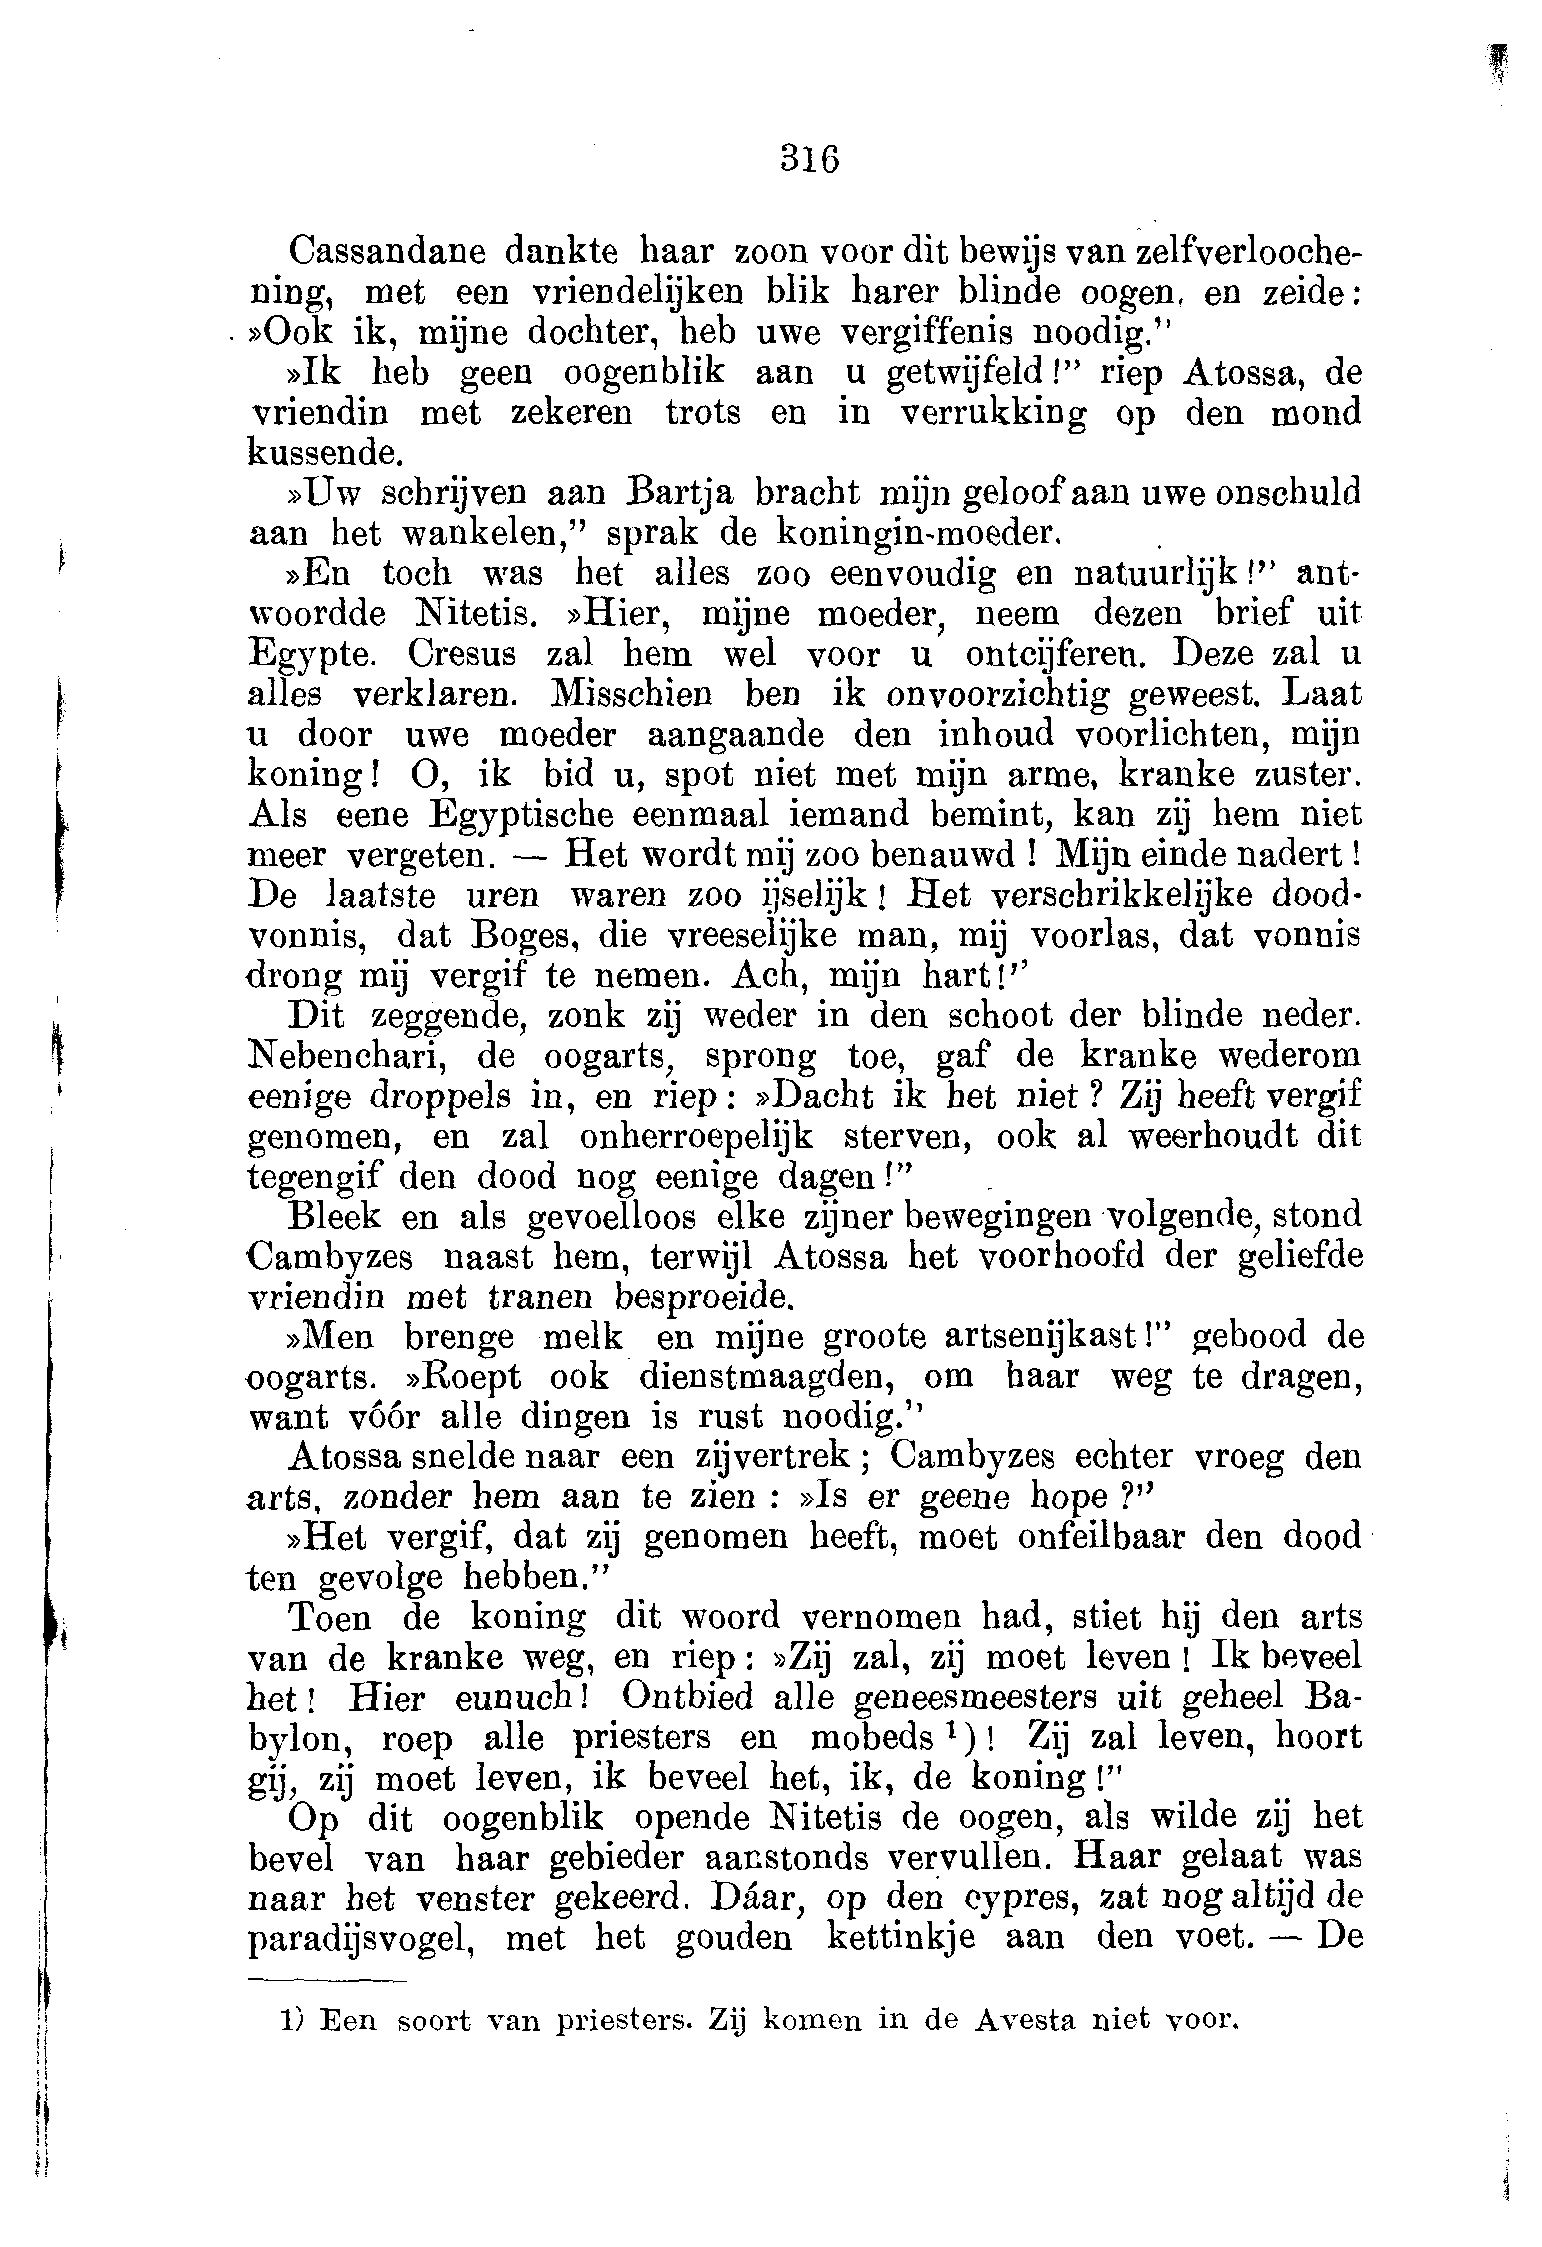 316
Cassandane dankte haar zoon voor dit bewijs van zelfverlooche-
ning, met een vriendelijken blik harer blinde oogen, en zeide:
»Ook ik, mijne dochter, heb uwe vergiffenis noodig."
»Ik heb geen oogenblik aan u getwijfeld!" riep Atossa, de
vriendin met zekeren trots en in verrukking op den mond
kussende.
»Uw schrijven aan Bartja bracht mijn geloof aan uwe onschuld
aan het wankelen," sprak de koningin-moeder.
»En toch was het alles zoo eenvoudig en natuurlijk!" ant-
woordde Nitetis. »Hier, mijne moeder, neem dezen brief uit
Egypte. Cresus zal hem wel voor u ontcijferen. Deze zal u
alles verklaren. Misschien ben ik onvoorzichtig geweest. Laat
u door uwe moeder aangaande den inhoud voorlichten, mijn
koning! O, ik bid u, spot niet met mijn arme, kranke zuster.
Als eene Egyptische eenmaal iemand bemint, kan zij hem niet
meer vergeten. — Het wordt mij zoo benauwd! Mijn einde nadert!
De laatste uren waren zoo ijselijk! Het verschrikkelijke dood-
vonnis, dat Boges, die vreeselijke man, mij voorlas, dat vonnis
drong mij vergif te nemen. Ach, mijn hart!"
Dit zeggende, zonk zij weder in den schoot der blinde neder.
Nebenchari, de oogarts, sprong toe, gaf de kranke wederom
eenige droppels in, en riep: »Dacht ik het niet? Zij heeft vergif
genomen, en zal onherroepelijk sterven, ook al weerhoudt dit
tegengif den dood nog eenige dagen!"
Bleek en als gevoelloos elke zijner bewegingen volgende, stond
Cambyzes naast hem, terwijl Atossa het voorhoofd der geliefde
vriendin met tranen besproeide.
»Men brenge melk en mijne groote artsenijkast!" gebood de
oogarts. »Roept ook dienstmaagden, om haar weg te dragen,
want vóór alle dingen is rust noodig."
Atossa snelde naar een zijvertrek; Cambyzes echter vroeg den
arts, zonder hem aan te zien: »Is er geene hope?"
»Het vergif, dat zij genomen heeft, moet onfeilbaar den dood
ten gevolge hebben."
Toen de koning dit woord vernomen had, stiet hij den arts
van de kranke weg, en riep: »Zij zal, zij moet leven! Ik beveel
het! Hier eunuch! Ontbied alle geneesmeesters uit geheel Ba-
bylon, roep alle priesters en mobeds ¹)! Zij zal leven, hoort
gij, zij moet leven, ik beveel het, ik, de koning!"
Op dit oogenblik opende Nitetis de oogen, als wilde zij het
bevel van haar gebieder aanstonds vervullen. Haar gelaat was
naar het venster gekeerd. Dáar, op den cypres, zat nog altijd de
paradijsvogel, met het gouden kettinkje aan den voet. — De
1) Een soort van priesters. Zij komen in de Avesta niet voor.